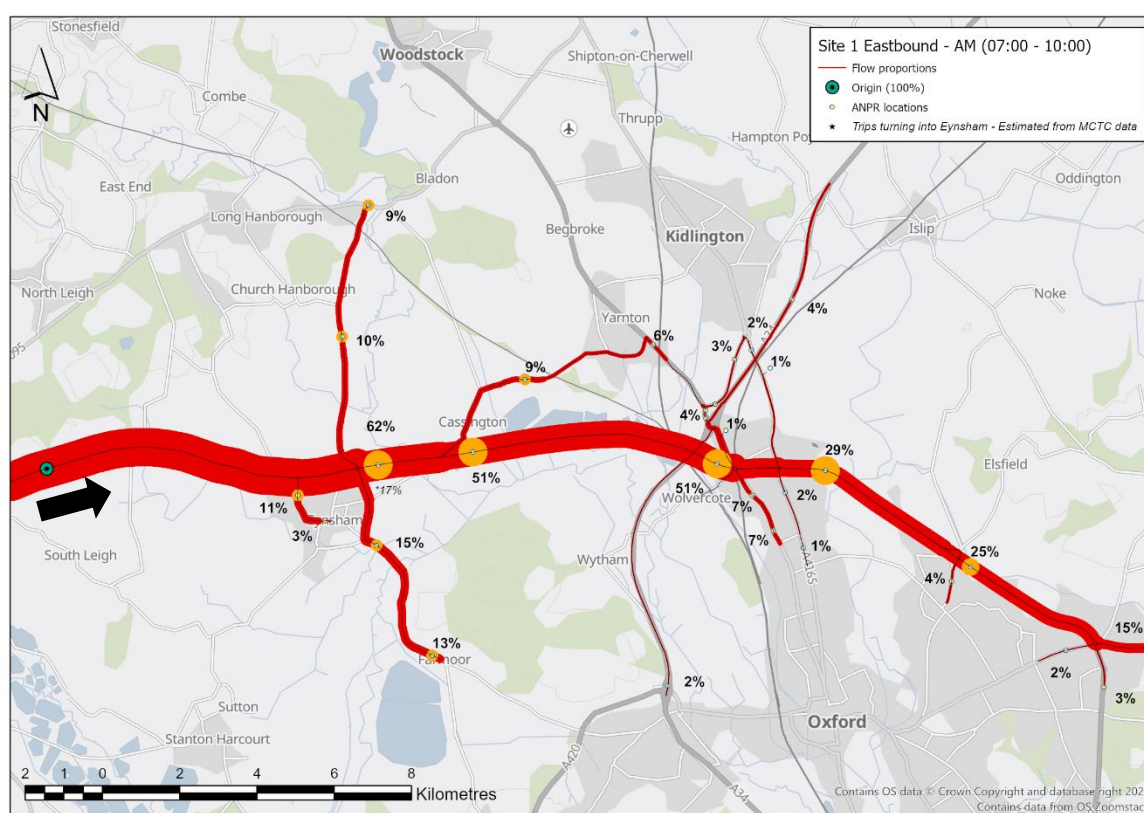 Stonesfield
Woodstock
Shipton-on-Cherwell
Site 1 Eastbound - AM (07:00 - 10:00)
Flow proportions
Origin (100%)
ANPR locations
Trips turning into Eynsham - Estimated from MCTC data
N
Combe
Thrupp
Hampton
Bladon
East End
Oddington
Long Hanborough
9%
Kidlington
Islip
Begbroke
North Leigh
Church Hanborough
Noke
4%
Yarnton
2%
6%
10%
3%
1%
9%
A34
Cassington
4%
1%
62%
51%
29%
Elsfield
51%
*17%
Wolvercote
11%
7%
2%
25%
Eynsham
3%
15%
7%
1%
A4165
South Leigh
Wytham
4%
15%
13%
Farmoor
2%
2%
3%
Sutton
Oxford
Stanton Harcourt
A420
A34
2 1 0 2 4 6 8
Kilometres
Contains OS data © Crown Copyright and database right 202
Contains data from OS Zoomstac